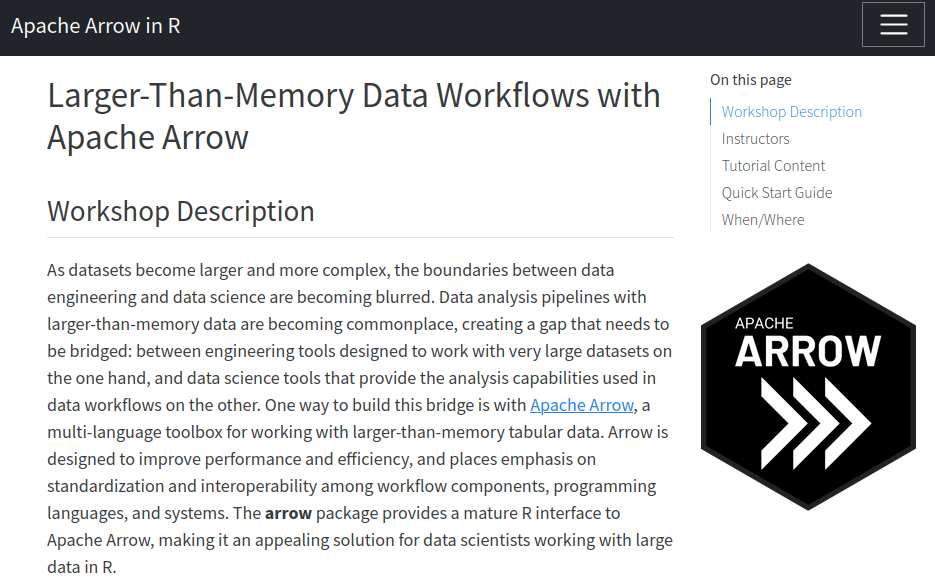 Apache Arrow in R
Larger-Than-Memory Data Workflows with
Apache Arrow
Workshop Description
As datasets become larger and more complex, the boundaries between data
engineering and data science are becoming blurred. Data analysis pipelines with
larger-than-memory data are becoming commonplace, creating a gap that needs to
be bridged: between engineering tools designed to work with very large datasets on
the one hand, and data science tools that provide the analysis capabilities used in
data workflows on the other. One way to build this bridge is with Apache Arrow, a
multi-language toolbox for working with larger-than-memory tabular data. Arrow is
designed to improve performance and efficiency, and places emphasis on
standardization and interoperability among workflow components, programming
languages, and systems. The arrow package provides a mature R interface to
Apache Arrow, making it an appealing solution for data scientists working with large
data in R.
On this page
Workshop Description
Instructors
Tutorial Content
Quick Start Guide
When/Where
APACHE
ARROW